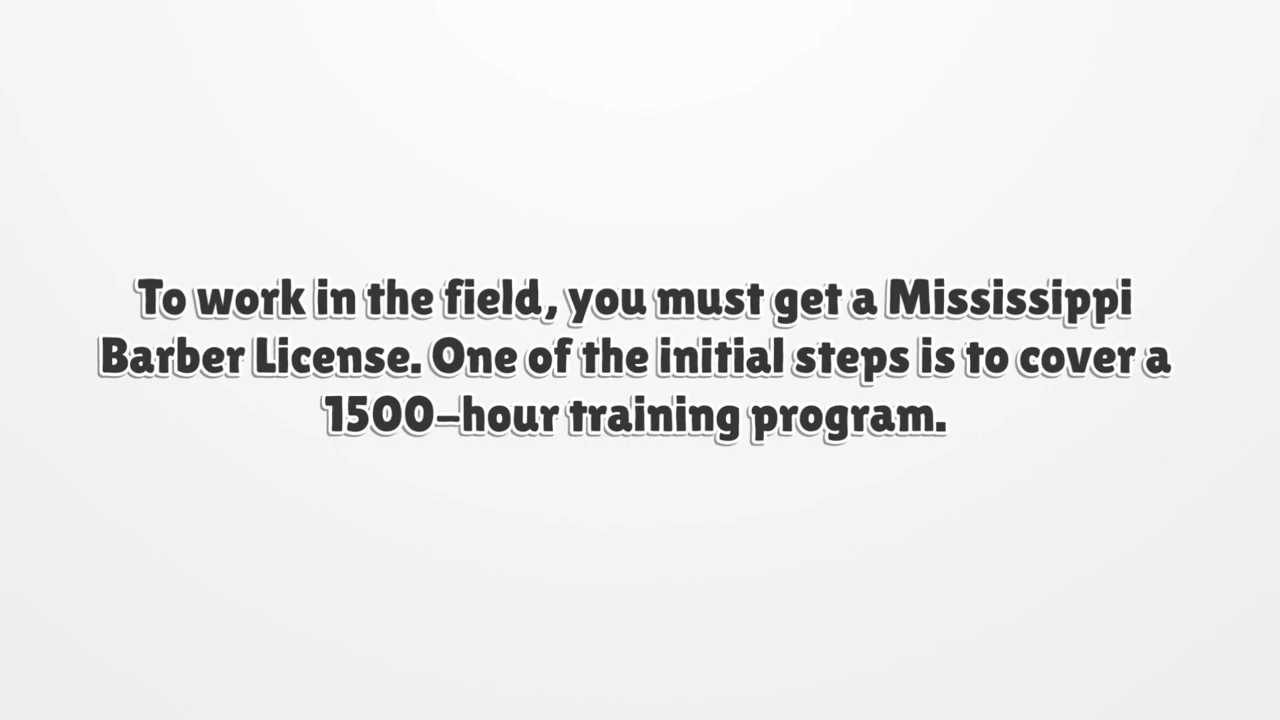 To work in the field, you must get a Mississippi
Barber License. One of the initial steps is to cover a
1500-hour training program.